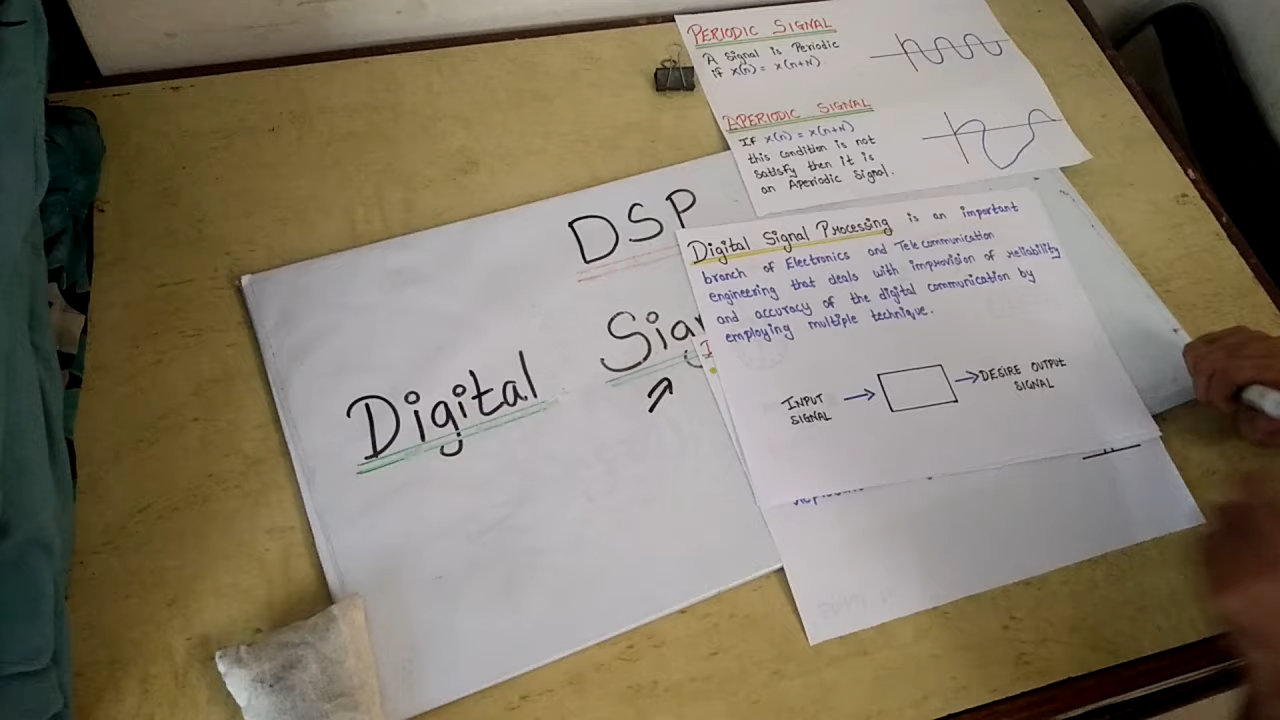 PERIODIC SIGNAL
A Signal is Periodic
if x(n) = x(n+N)
APERIODIC SIGNAL
If x(n) = x(n+N)
this condition is not
satisfy then it is
an Aperiodic Signal.
DSP
Digital Sig
Digital Signal Processing is an important
branch of Electronics and Telecommunication
engineering that deals with improvision of reliability
and accuracy of the digital communication by
employing multiple technique.
INPUT
SIGNAL
DESIRE OUTPUT
SIGNAL